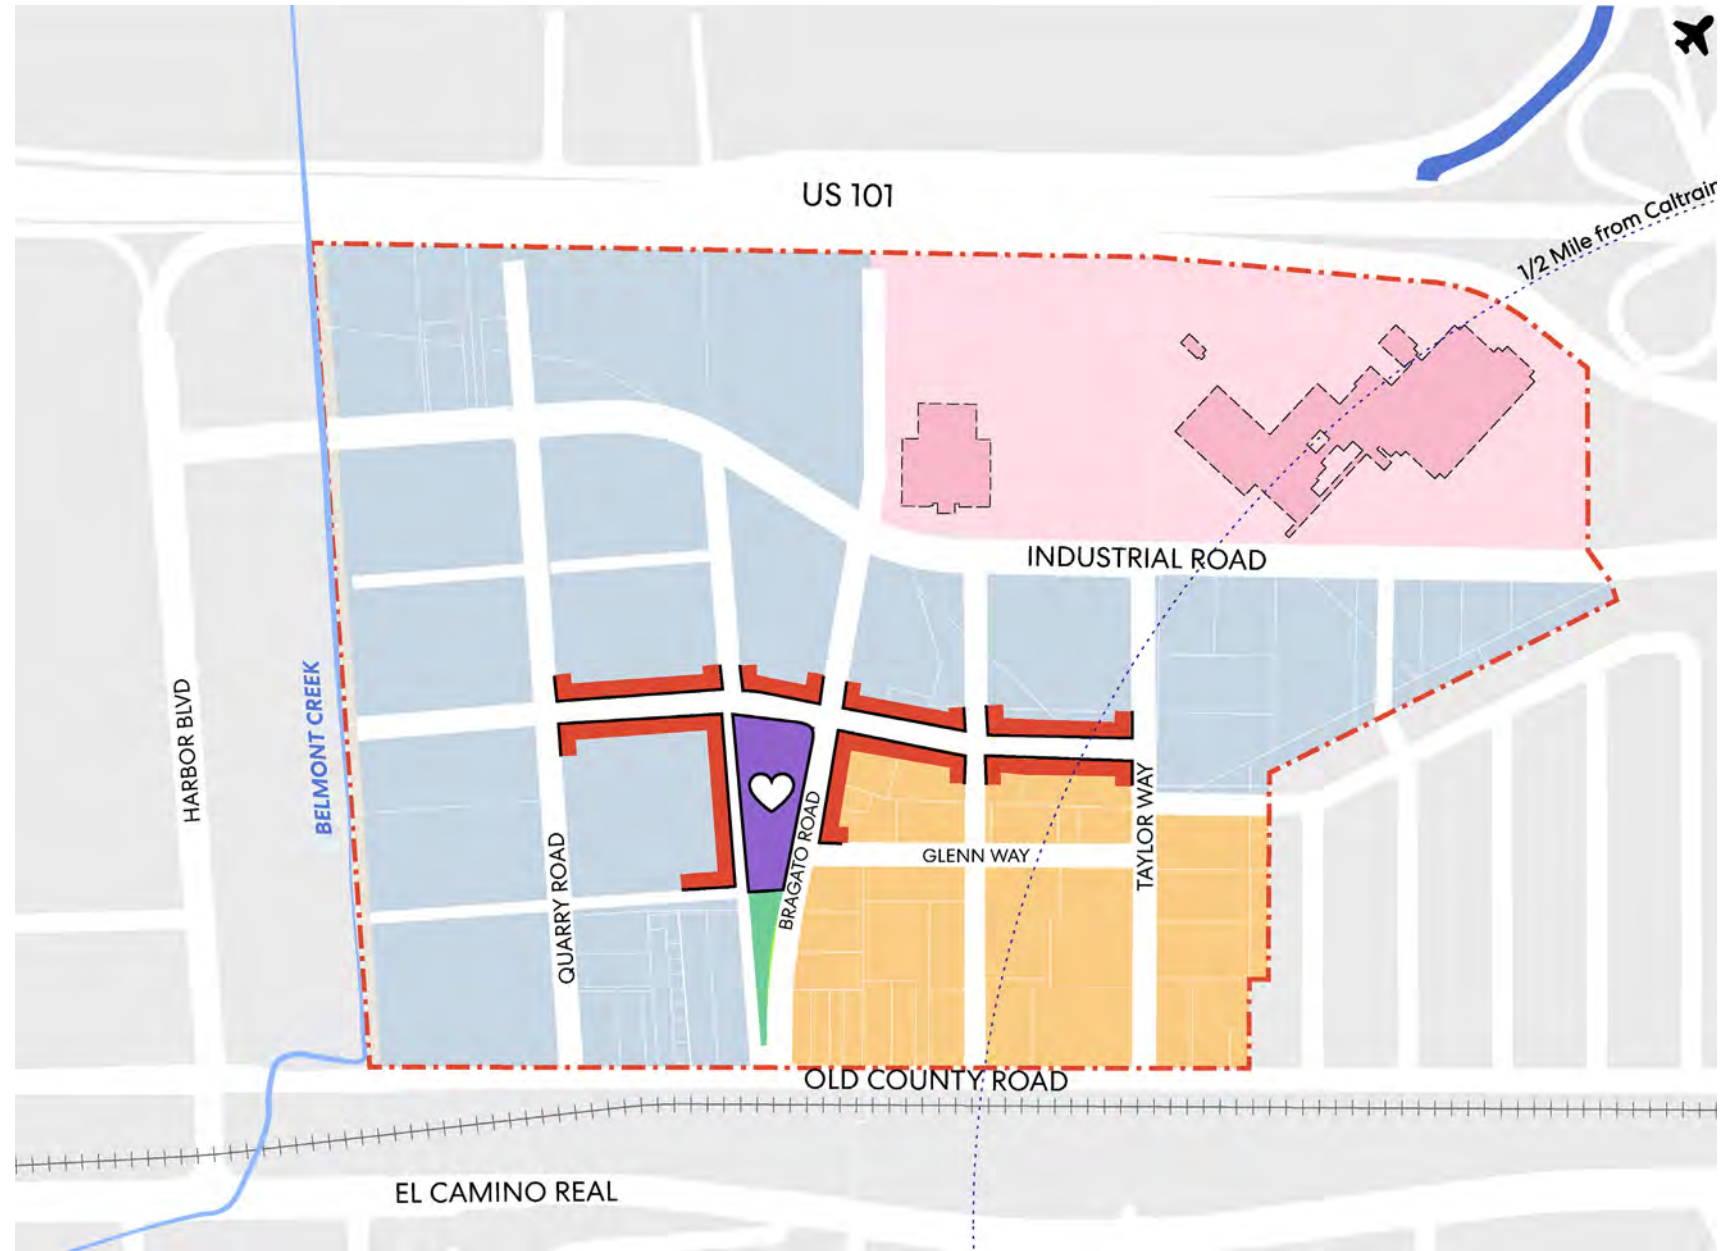 US 101
1/2 Mile from Caltrain
INDUSTRIAL ROAD
HARBOR BLVD
BELMONT CREEK
QUARRY ROAD
BRAGATO ROAD
GLENN WAY
TAYLOR WAY
OLD COUNTY ROAD
EL CAMINO REAL